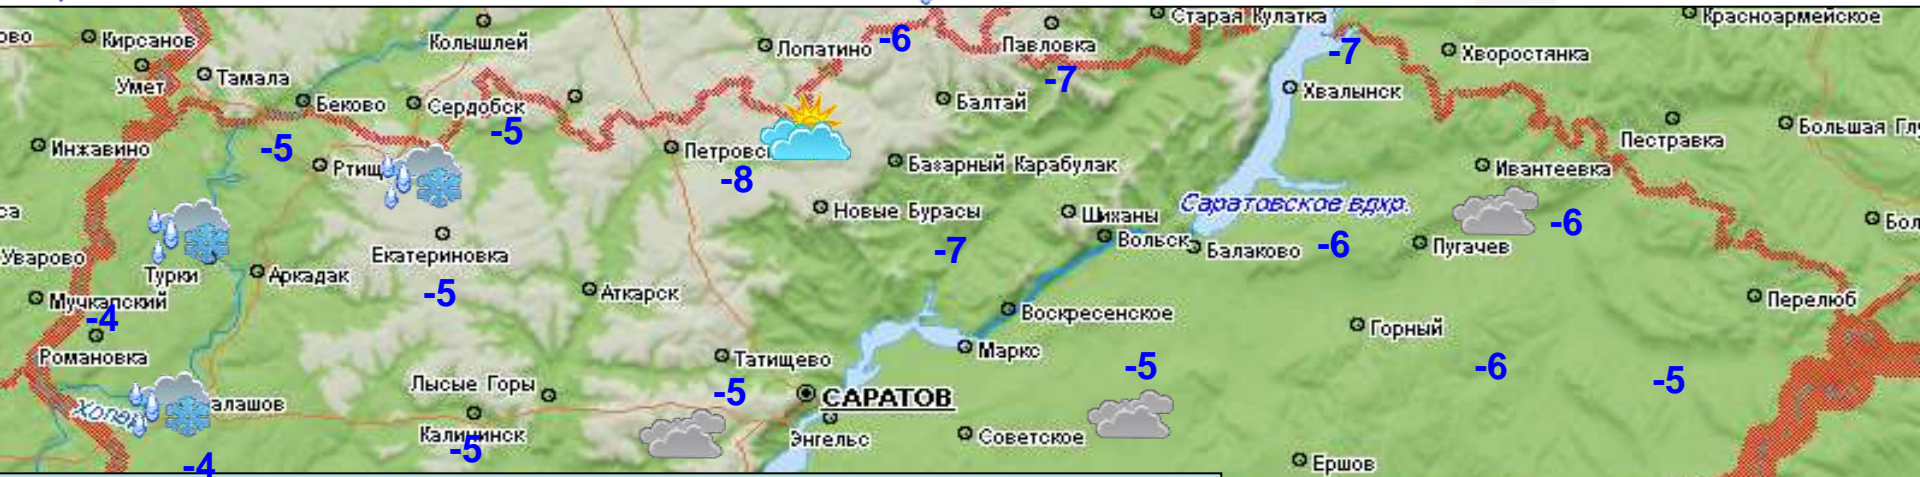 Старая Кулатка
Красноармейское
Кирсанов
Колышлей
Лопатино
-6
Павловка
-7
Хворостянка
Умет
Тамала
Беково
Сердобск
-5
Балтай
-7
Хвалынск
Пестравка
Большая
Инжавино
-5
Петровс
-8
Базарный Карабулак
Ивантеевка
Ртищ
Новые Бурасы
Шиханы
Саратовское вдхр.
-6
Уварово
Турки
Екатериновка
-7
Вольск
Балаково
-6
Пугачев
Аркадак
Мучкапский
-4
-5
Аткарск
Воскресенское
Горный
Перелюб
Романовка
Татищево
Маркс
-5
-6
-5
Лысые Горы
-5
САРАТОВ
Хопер
алашов
Калининск
-5
Энгельс
Советское
-4
Ершов